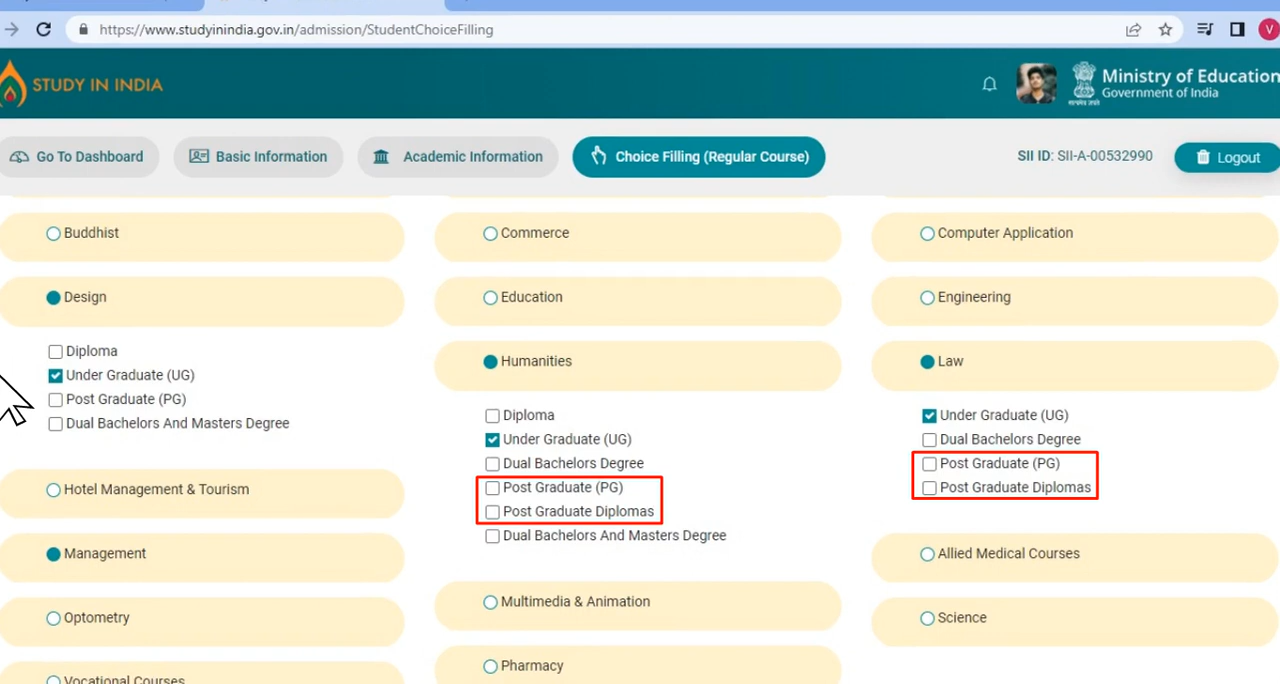 https://www.studyinindia.gov.in/admission/StudentChoiceFilling
V
STUDY IN INDIA
Ministry of Education
Government of India
Go To Dashboard
Basic Information
Academic Information
Choice Filling (Regular Course)
SII ID: SII-A-00532990
Logout
Buddhist
Commerce
Computer Application
Design
Education
Engineering
Diploma
Under Graduate (UG)
Post Graduate (PG)
Dual Bachelors And Masters Degree
Humanities
Diploma
Under Graduate (UG)
Dual Bachelors Degree
Post Graduate (PG)
Post Graduate Diplomas
Dual Bachelors And Masters Degree
Law
Under Graduate (UG)
Dual Bachelors Degree
Post Graduate (PG)
Post Graduate Diplomas
Hotel Management & Tourism
Management
Allied Medical Courses
Optometry
Multimedia & Animation
Science
Vocational Courses
Pharmacy